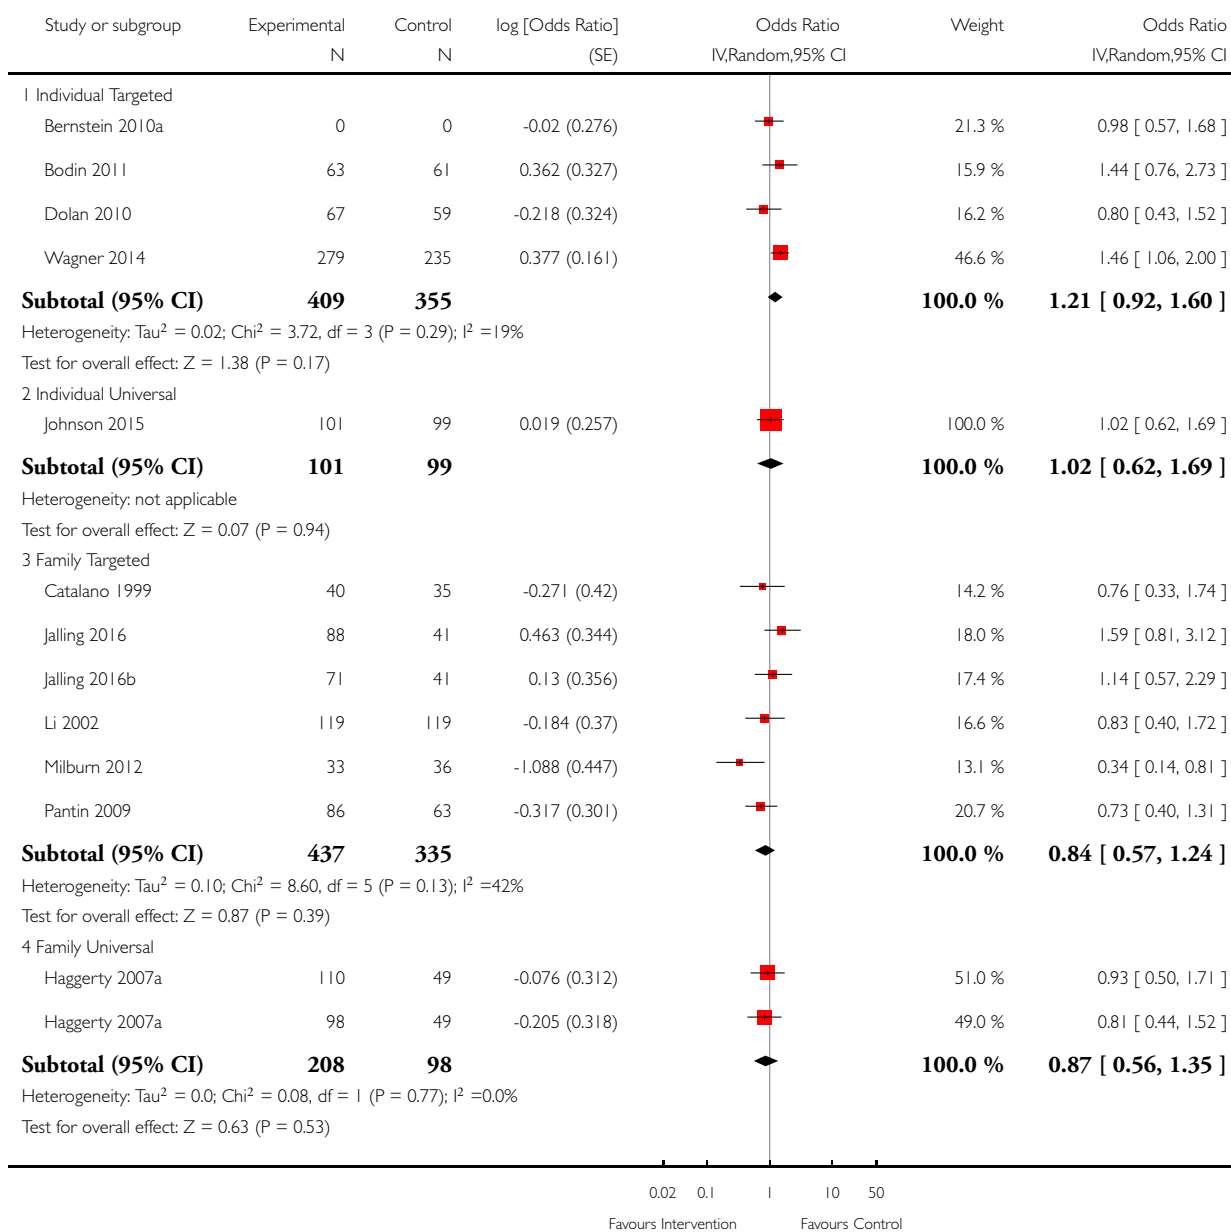 Study or subgroup Experimental Control log [Odds Ratio] Odds Ratio Weight Odds Ratio
N N (SE) IV,Random,95% CI IV,Random,95% CI
1 Individual Targeted
Bernstein 2010a 0 0 -0.02 (0.276) 21.3 % 0.98 [ 0.57, 1.68 ]
Bodin 2011 63 61 0.362 (0.327) 15.9 % 1.44 [ 0.76, 2.73 ]
Dolan 2010 67 59 -0.218 (0.324) 16.2 % 0.80 [ 0.43, 1.52 ]
Wagner 2014 279 235 0.377 (0.161) 46.6 % 1.46 [ 1.06, 2.00 ]
Subtotal (95% CI) 409 355 100.0 % 1.21 [ 0.92, 1.60 ]
Heterogeneity: Tau² = 0.02; Chi² = 3.72, df = 3 (P = 0.29); I² =19%
Test for overall effect: Z = 1.38 (P = 0.17)
2 Individual Universal
Johnson 2015 101 99 0.019 (0.257) 100.0 % 1.02 [ 0.62, 1.69 ]
Subtotal (95% CI) 101 99 100.0 % 1.02 [ 0.62, 1.69 ]
Heterogeneity: not applicable
Test for overall effect: Z = 0.07 (P = 0.94)
3 Family Targeted
Catalano 1999 40 35 -0.271 (0.42) 14.2 % 0.76 [ 0.33, 1.74 ]
Jalling 2016 88 41 0.463 (0.344) 18.0 % 1.59 [ 0.81, 3.12 ]
Jalling 2016b 71 41 0.13 (0.356) 17.4 % 1.14 [ 0.57, 2.29 ]
Li 2002 119 119 -0.184 (0.37) 16.6 % 0.83 [ 0.40, 1.72 ]
Milburn 2012 33 36 -1.088 (0.447) 13.1 % 0.34 [ 0.14, 0.81 ]
Pantin 2009 86 63 -0.317 (0.301) 20.7 % 0.73 [ 0.40, 1.31 ]
Subtotal (95% CI) 437 335 100.0 % 0.84 [ 0.57, 1.24 ]
Heterogeneity: Tau² = 0.10; Chi² = 8.60, df = 5 (P = 0.13); I² =42%
Test for overall effect: Z = 0.87 (P = 0.39)
4 Family Universal
Haggerty 2007a 110 49 -0.076 (0.312) 51.0 % 0.93 [ 0.50, 1.71 ]
Haggerty 2007a 98 49 -0.205 (0.318) 49.0 % 0.81 [ 0.44, 1.52 ]
Subtotal (95% CI) 208 98 100.0 % 0.87 [ 0.56, 1.35 ]
Heterogeneity: Tau² = 0.0; Chi² = 0.08, df = 1 (P = 0.77); I² =0.0%
Test for overall effect: Z = 0.63 (P = 0.53)
0.02 0.1 1 10 50
Favours Intervention Favours Control